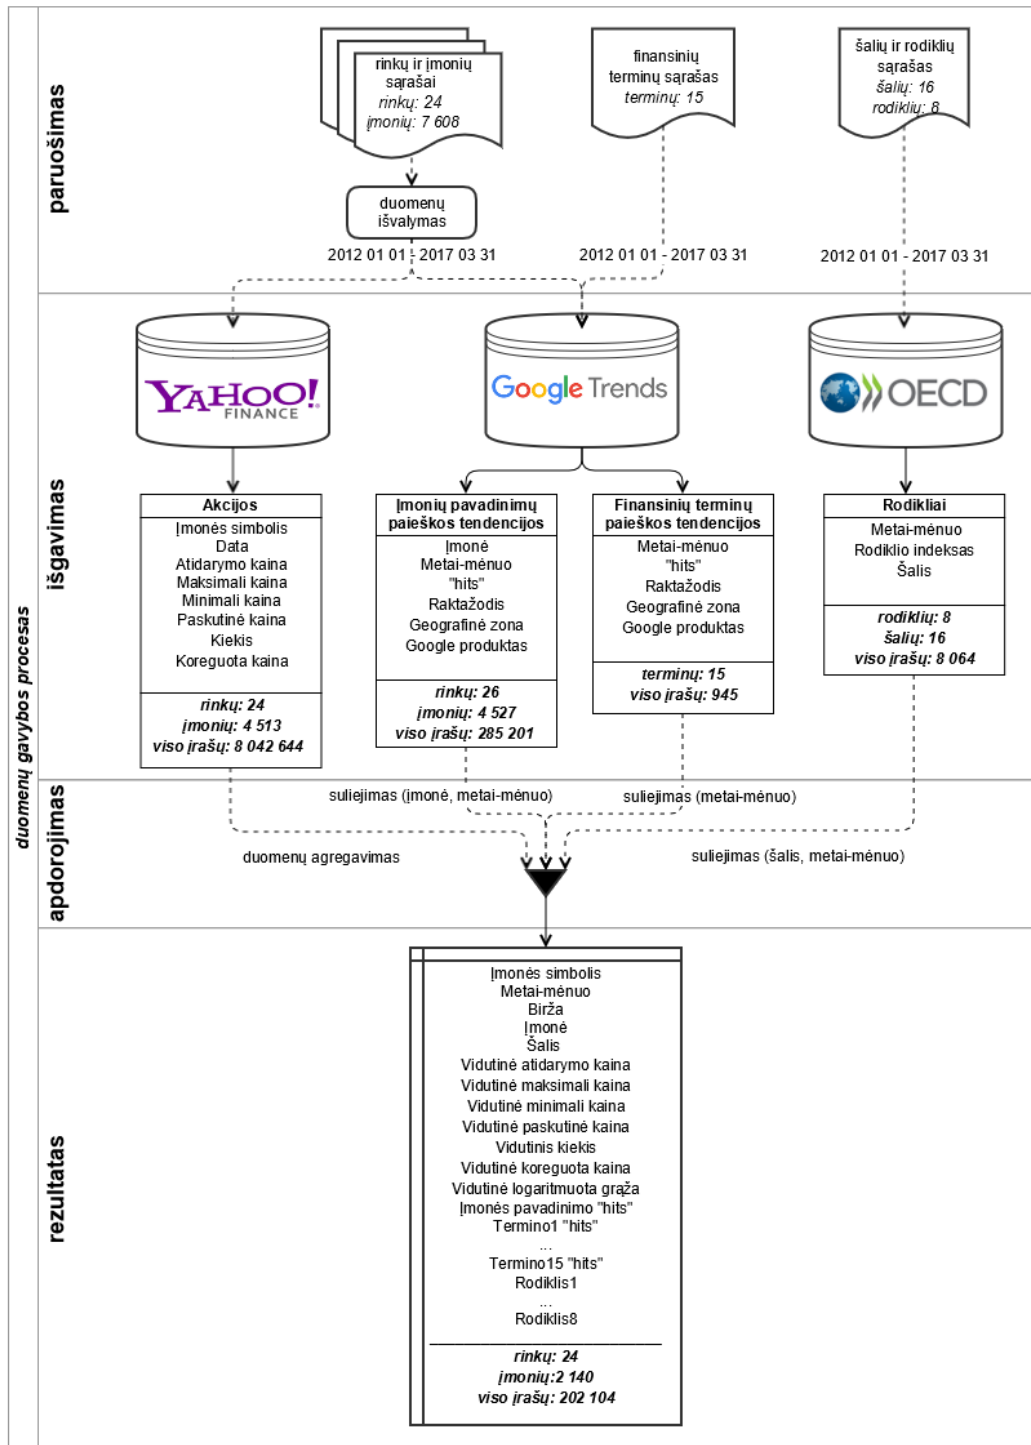 duomenų gavybos procesas
paruošimas
rinkų ir įmonių
sąrašai
rinkų: 24
įmonių: 7 608
finansinių
terminų sąrašas
terminų: 15
šalių ir rodiklių
sąrašas
šalių: 16
rodiklių: 8
duomenų
išvalymas
2012 01 01 - 2017 03 31
2012 01 01 - 2017 03 31
2012 01 01 - 2017 03 31
išgavimas
YAHOO!
FINANCE
Google Trends
OECD
Akcijos
Įmonės simbolis
Data
Atidarymo kaina
Maksimali kaina
Minimali kaina
Paskutinė kaina
Kiekis
Koreguota kaina
rinkų: 24
įmonių: 4 513
viso įrašų: 8 042 644
Įmonių pavadinimų
paieškos tendencijos
Įmonė
Metai-mėnuo
"hits"
Raktažodis
Geografinė zona
Google produktas
rinkų: 26
įmonių: 4 527
viso įrašų: 285 201
Finansinių terminų
paieškos tendencijos
Metai-mėnuo
"hits"
Raktažodis
Geografinė zona
Google produktas
terminų: 15
viso įrašų: 945
Rodikliai
Metai-mėnuo
Rodiklio indeksas
Šalis
rodiklių: 8
šalių: 16
viso įrašų: 8 064
apdorojimas
suliejimas (įmonė, metai-mėnuo)
suliejimas (metai-mėnuo)
duomenų agregavimas
suliejimas (šalis, metai-mėnuo)
rezultatas
Įmonės simbolis
Metai-mėnuo
Birža
Įmonė
Šalis
Vidutinė atidarymo kaina
Vidutinė maksimali kaina
Vidutinė minimali kaina
Vidutinė paskutinė kaina
Vidutinis kiekis
Vidutinė koreguota kaina
Vidutinė logaritmuota grąža
Įmonės pavadinimo "hits"
Termino1 "hits"
...
Termino15 "hits"
Rodiklis1
...
Rodiklis8
rinkų: 24
įmonių:2 140
viso įrašų: 202 104